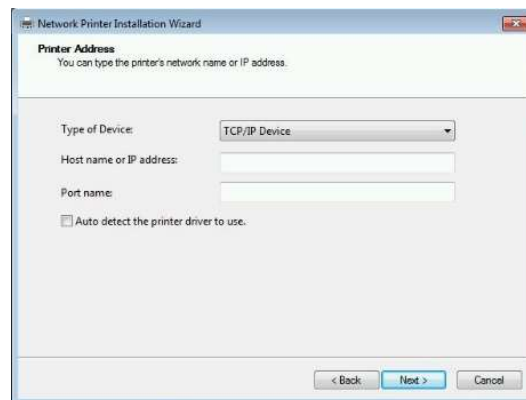 Network Printer Installation Wizard
Printer Address
You can type the printer's network name or IP address.
Type of Device:
TCP/IP Device
Host name or IP address:
Port name:
Auto detect the printer driver to use.
< Back
Next >
Cancel